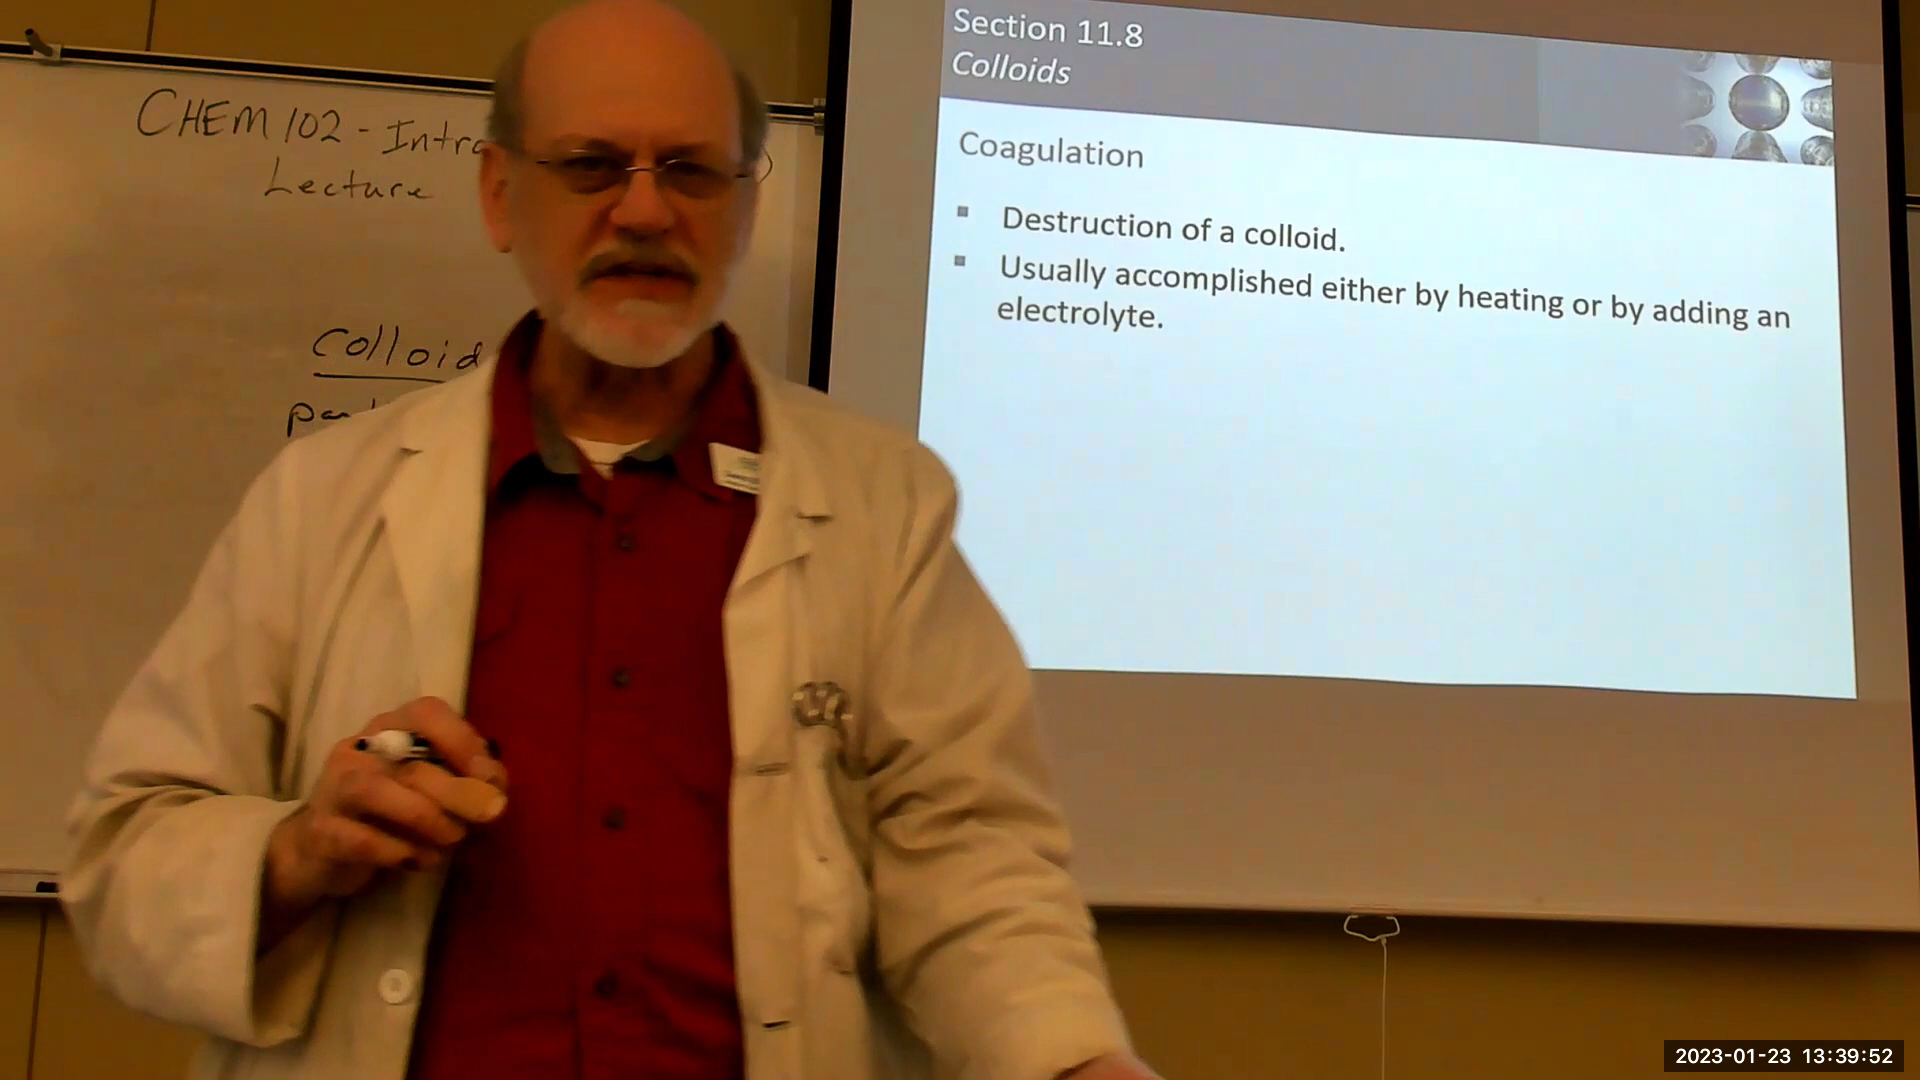 CHEM 102 - Intro
Lecture
Colloid
Section 11.8
Colloids
Coagulation
Destruction of a colloid.
Usually accomplished either by heating or by adding an
electrolyte.
2023-01-23 13:39:52